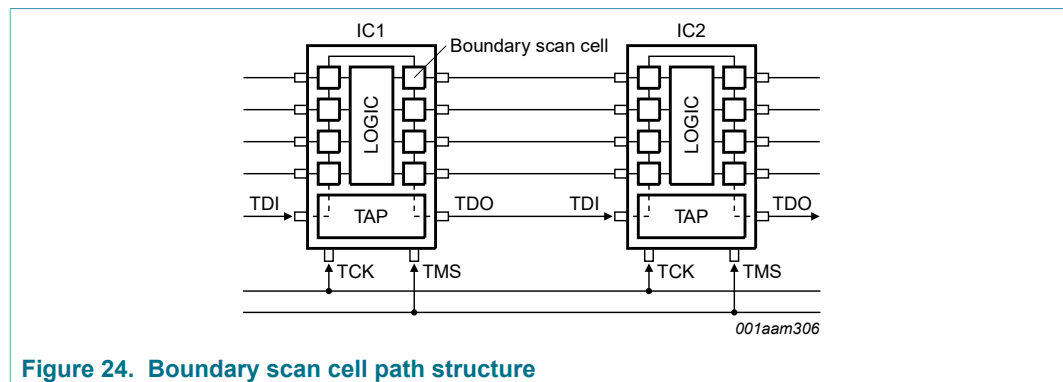 IC1 IC2
Boundary scan cell
LOGIC LOGIC
TDI TAP TDO TDI TAP TDO
TCK TMS TCK TMS
001aam306
Figure 24. Boundary scan cell path structure